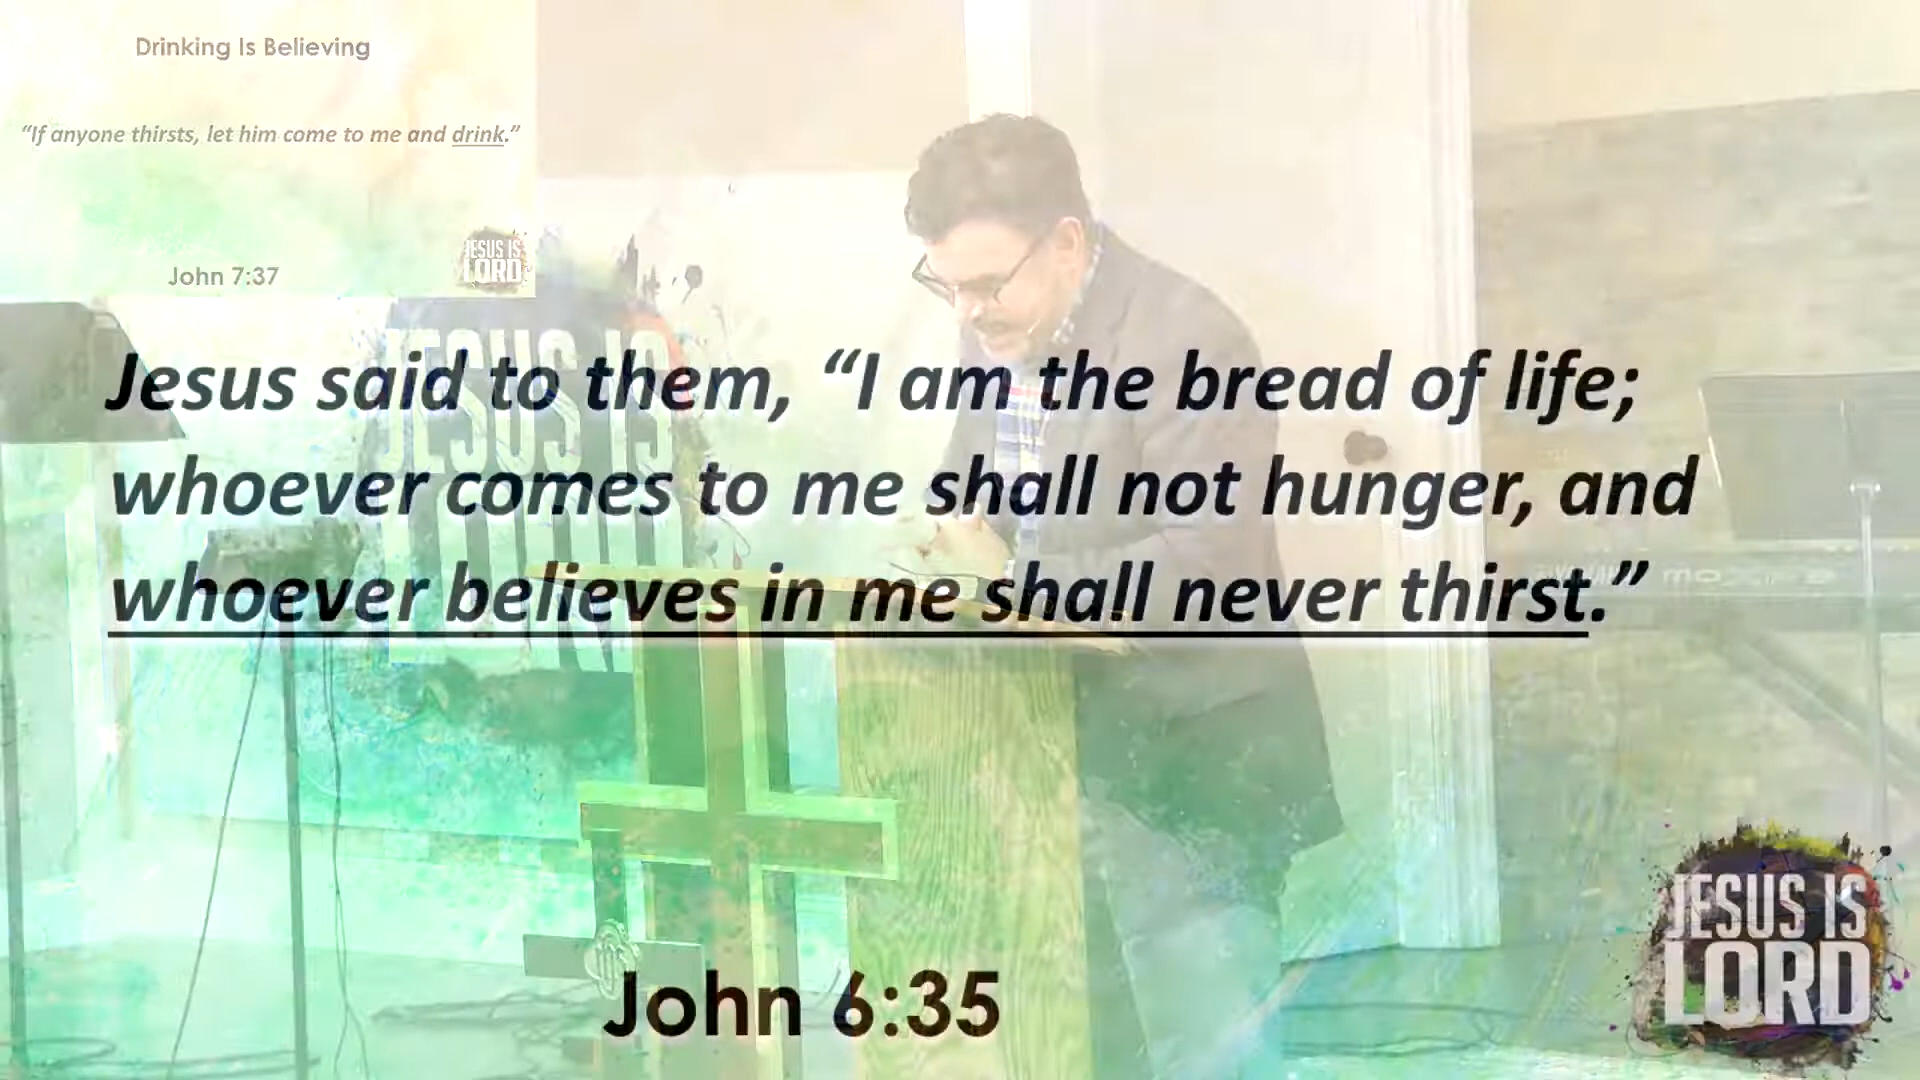 Drinking Is Believing
“If anyone thirsts, let him come to me and drink.”
John 7:37
JESUS IS
LORD
JESUS IS
Jesus said to them, “I am the bread of life;
whoever comes to me shall not hunger, and
whoever believes in me shall never thirst.”
John 6:35
JESUS IS
LORD